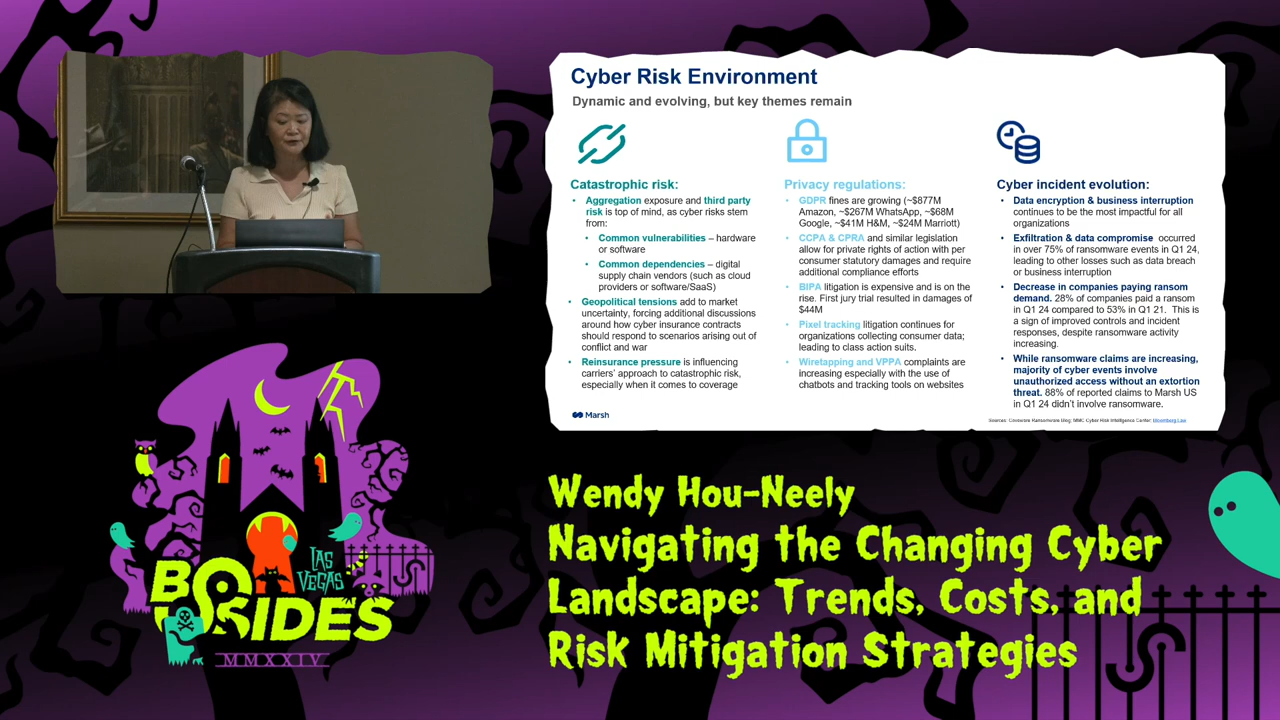 Cyber Risk Environment
Dynamic and evolving, but key themes remain
Catastrophic risk:
• Aggregation exposure and third party
risk is top of mind, as cyber risks stem
from:
• Common vulnerabilities – hardware
or software
• Common dependencies – digital
supply chain vendors (such as cloud
providers or software/SaaS)
• Geopolitical tensions add to market
uncertainty, forcing additional discussions
around how cyber insurance contracts
should respond to scenarios arising out of
conflict and war
• Reinsurance pressure is influencing
carriers' approach to catastrophic risk,
especially when it comes to coverage
Privacy regulations:
• GDPR fines are growing (~$877M
Amazon, ~$267M WhatsApp, ~$68M
Google, ~$41M H&M, ~$24M Marriott)
• CCPA & CPRA and similar legislation
allow for private rights of action with per
consumer statutory damages and require
additional compliance efforts
• BIPA litigation is expensive and is on the
rise. First jury trial resulted in damages of
$44M
• Pixel tracking litigation continues for
organizations collecting consumer data;
leading to class action suits.
• Wiretapping and VPPA complaints are
increasing especially with the use of
chatbots and tracking tools on websites
Cyber incident evolution:
• Data encryption & business interruption
continues to be the most impactful for all
organizations
• Exfiltration & data compromise occurred
in over 75% of ransomware events in Q1 24,
leading to other losses such as data breach
or business interruption
• Decrease in companies paying ransom
demand. 28% of companies paid a ransom
in Q1 24 compared to 53% in Q1 21. This is
a sign of improved controls and incident
responses, despite ransomware activity
increasing.
• While ransomware claims are increasing,
majority of cyber events involve
unauthorized access without an extortion
threat. 88% of reported claims to Marsh US
in Q1 24 didn't involve ransomware.
Marsh
Sources: Coveware Ransomware Blog; MMC Cyber Risk Intelligence Center; Bloomberg Law
LAS
VEGAS
BSIDES
MMXXIV
Wendy Hou-Neely
Navigating the Changing Cyber
Landscape: Trends, Costs, and
Risk Mitigation Strategies